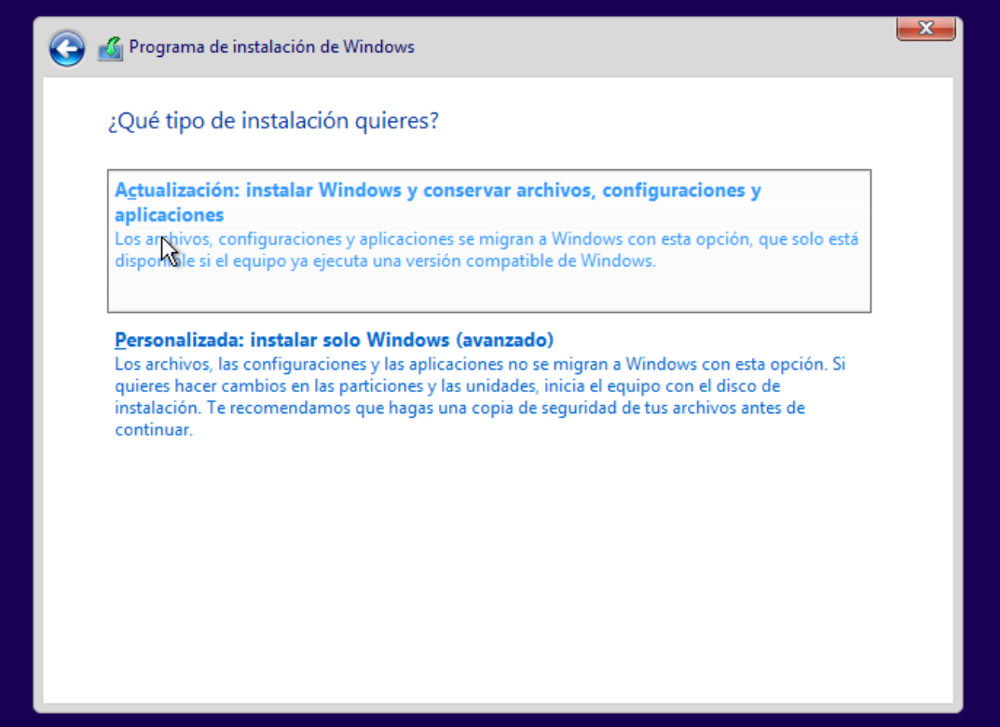 Programa de instalación de Windows
¿Qué tipo de instalación quieres?
Actualización: instalar Windows y conservar archivos, configuraciones y
aplicaciones
Los archivos, configuraciones y aplicaciones se migran a Windows con esta opción, que solo está
disponible si el equipo ya ejecuta una versión compatible de Windows.
Personalizada: instalar solo Windows (avanzado)
Los archivos, las configuraciones y las aplicaciones no se migran a Windows con esta opción. Si
quieres hacer cambios en las particiones y las unidades, inicia el equipo con el disco de
instalación. Te recomendamos que hagas una copia de seguridad de tus archivos antes de
continuar.